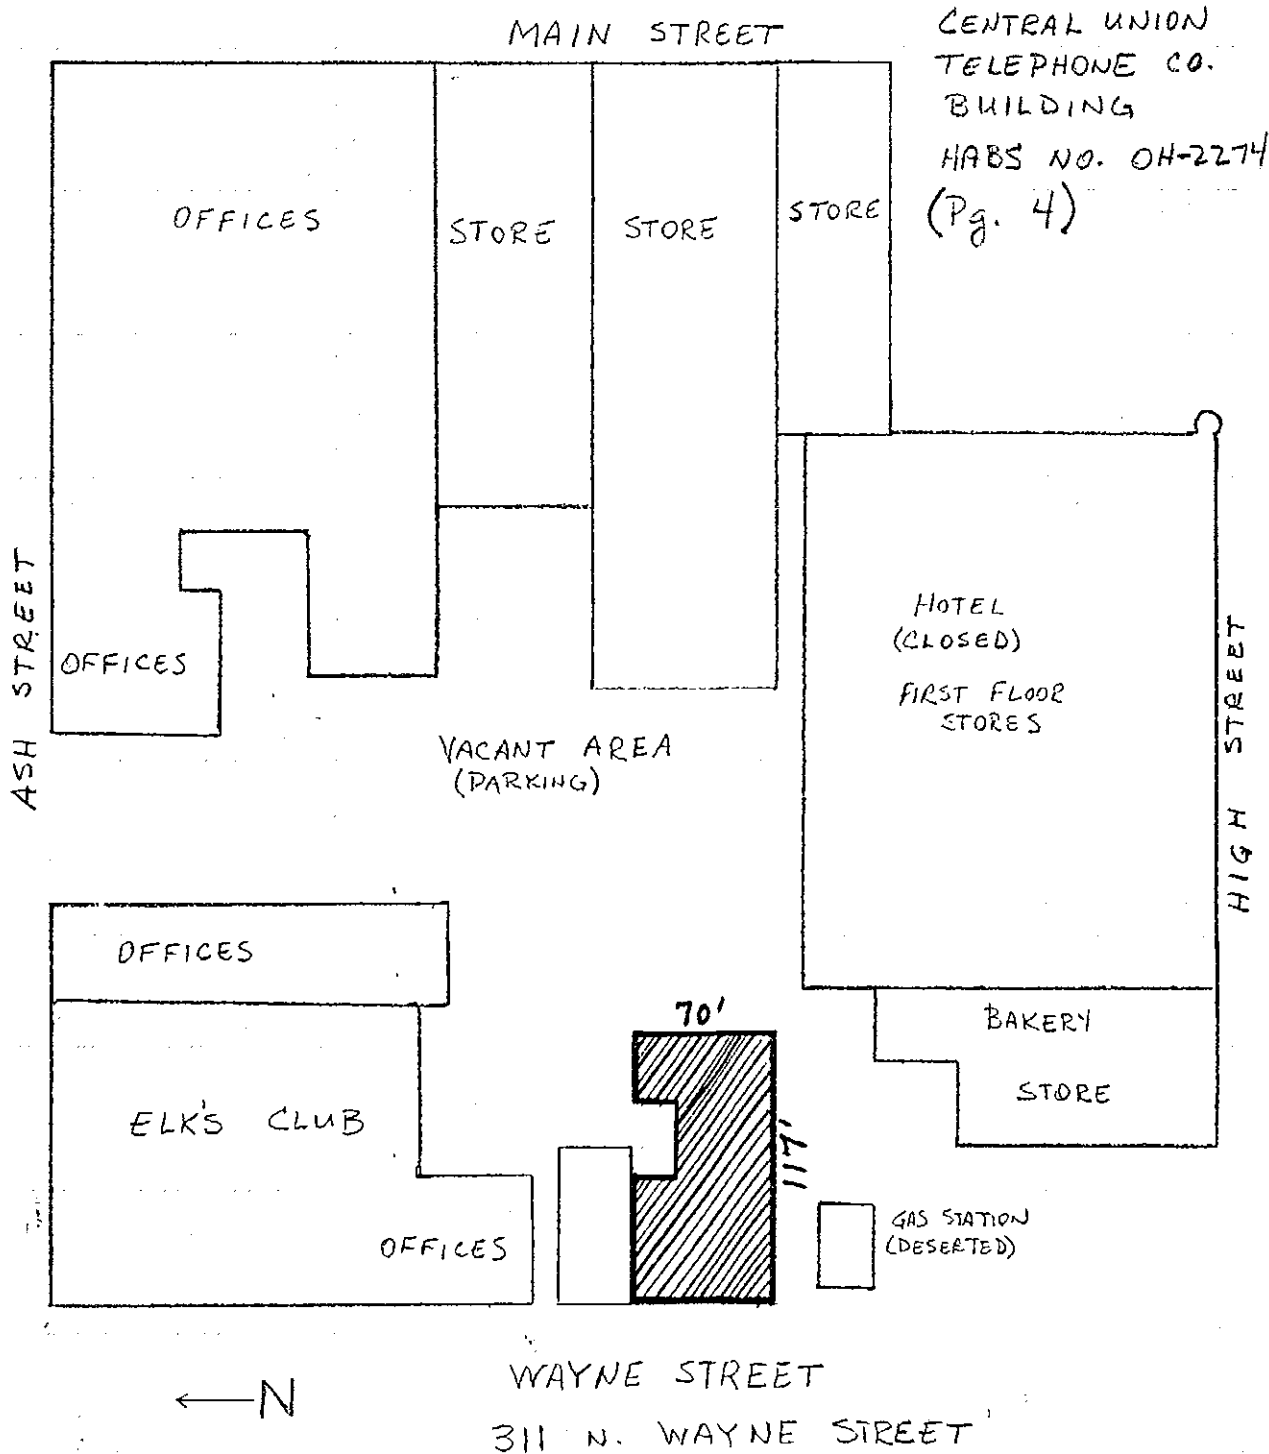 MAIN STREET
CENTRAL UNION
TELEPHONE CO.
BUILDING
HABS NO. OH-2274
(Pg. 4)
OFFICES
STORE
STORE
STORE
ASH STREET
OFFICES
HOTEL
(CLOSED)
FIRST FLOOR
STORES
HIGH STREET
VACANT AREA
(PARKING)
OFFICES
70'
117'
BAKERY
STORE
ELK'S CLUB
OFFICES
GAS STATION
(DESERTED)
←N
WAYNE STREET
311 N. WAYNE STREET